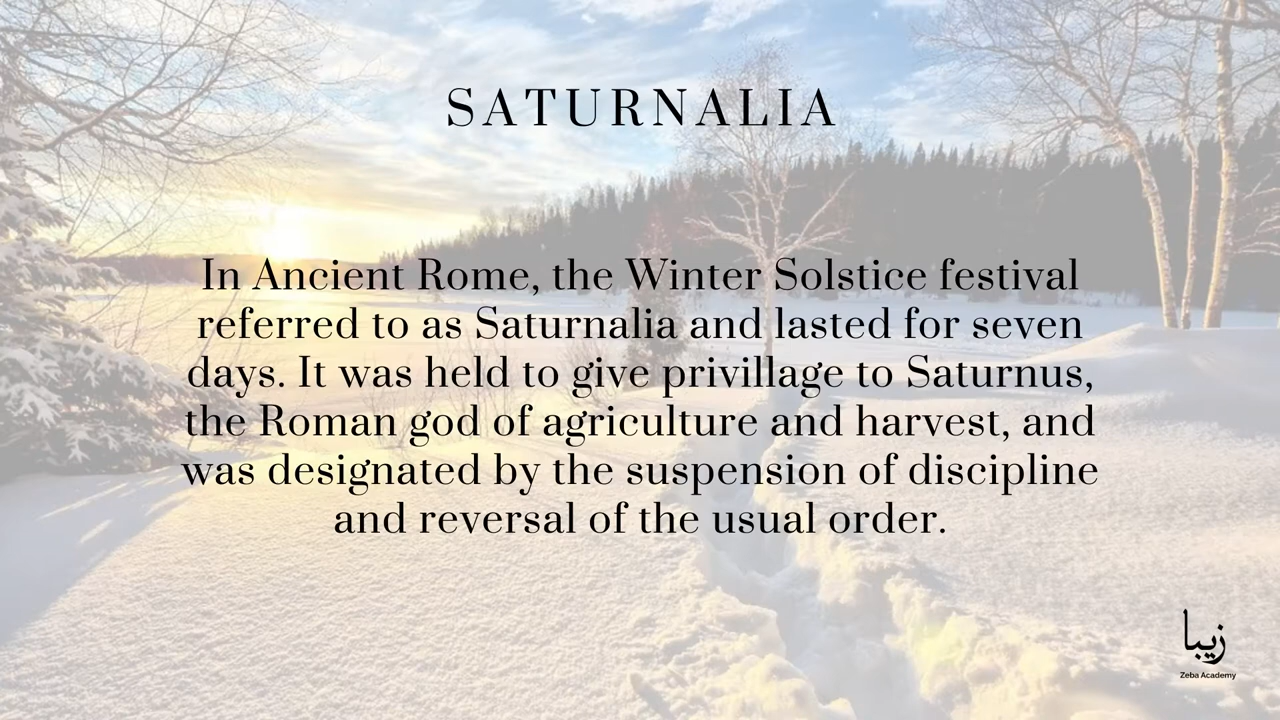 SATURNALIA
In Ancient Rome, the Winter Solstice festival
referred to as Saturnalia and lasted for seven
days. It was held to give privillage to Saturnus,
the Roman god of agriculture and harvest, and
was designated by the suspension of discipline
and reversal of the usual order.
زیبا
Zeba Academy